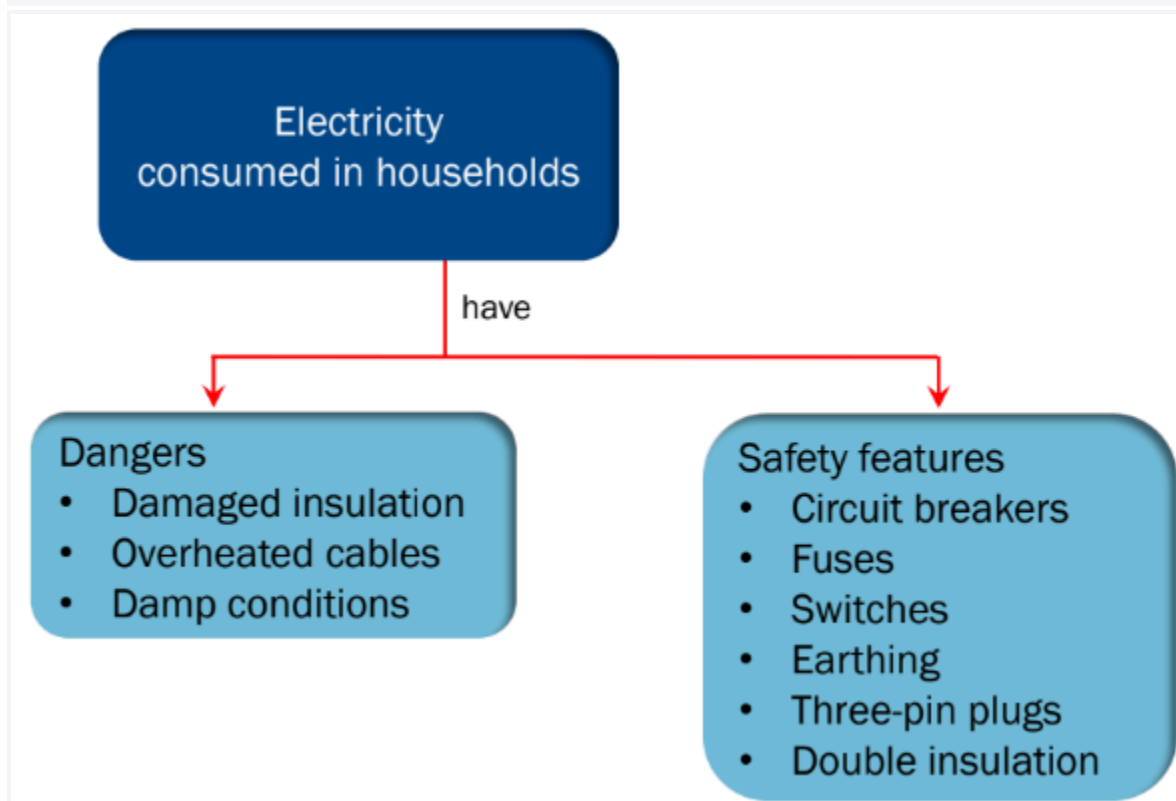 Electricity
consumed in households
have
Dangers
• Damaged insulation
• Overheated cables
• Damp conditions
Safety features
• Circuit breakers
• Fuses
• Switches
• Earthing
• Three-pin plugs
• Double insulation